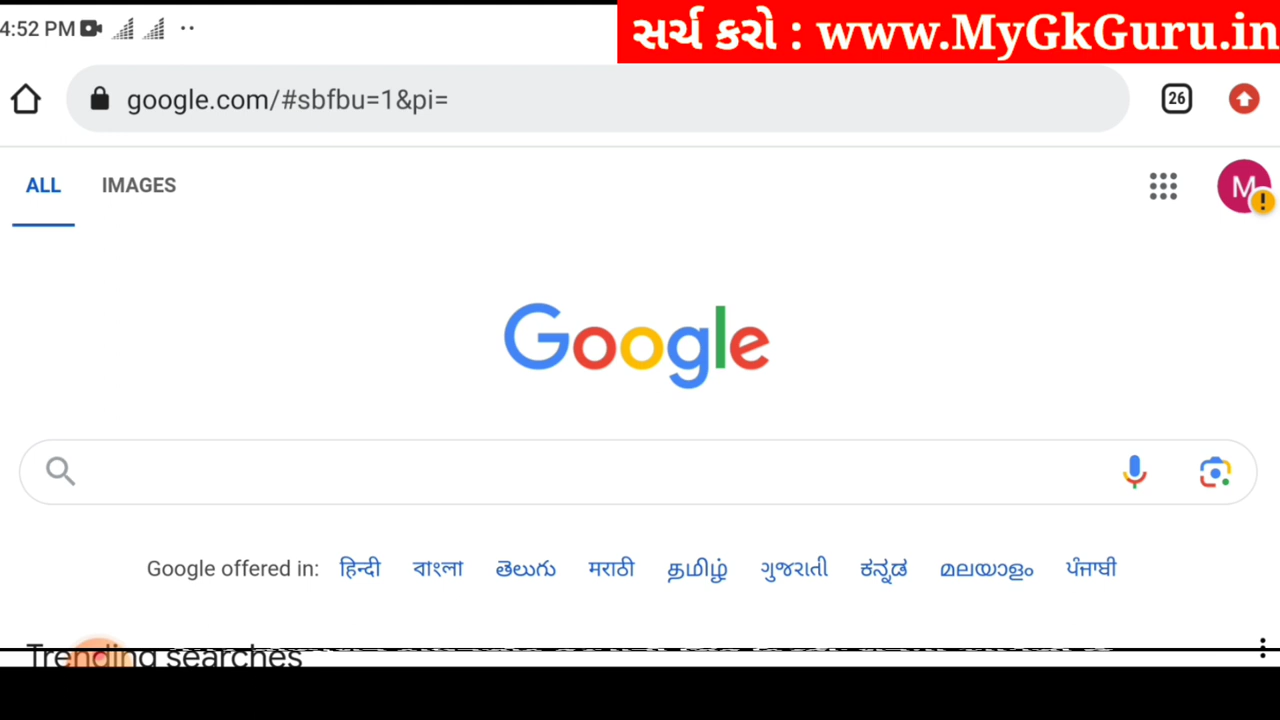 4:52 PM
સર્ચ કરો : www.MyGkGuru.in
google.com/#sbfbu=1&pi=
26
ALL IMAGES
M
Google
Google offered in: हिन्दी বাংলা తెలుగు मराठी தமிழ் ગુજરાતી ಕನ್ನಡ മലയാളം ਪੰਜਾਬੀ
Trending searches